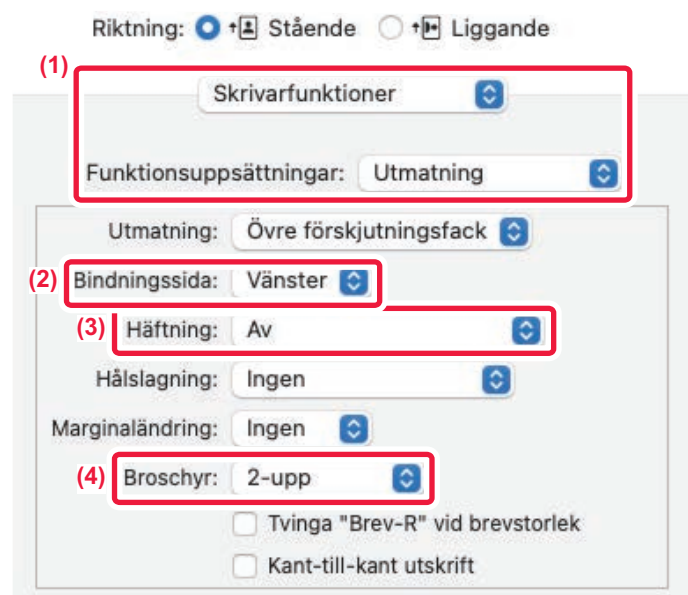 Riktning: Stående Liggande
(1)
Skrivarfunktioner
Funktionsuppsättningar: Utmatning
Utmatning: Övre förskjutningsfack
(2) Bindningssida: Vänster
(3) Häftning: Av
Hålslagning: Ingen
Marginaländring: Ingen
(4) Broschyr: 2-upp
Tvinga "Brev-R" vid brevstorlek
Kant-till-kant utskrift